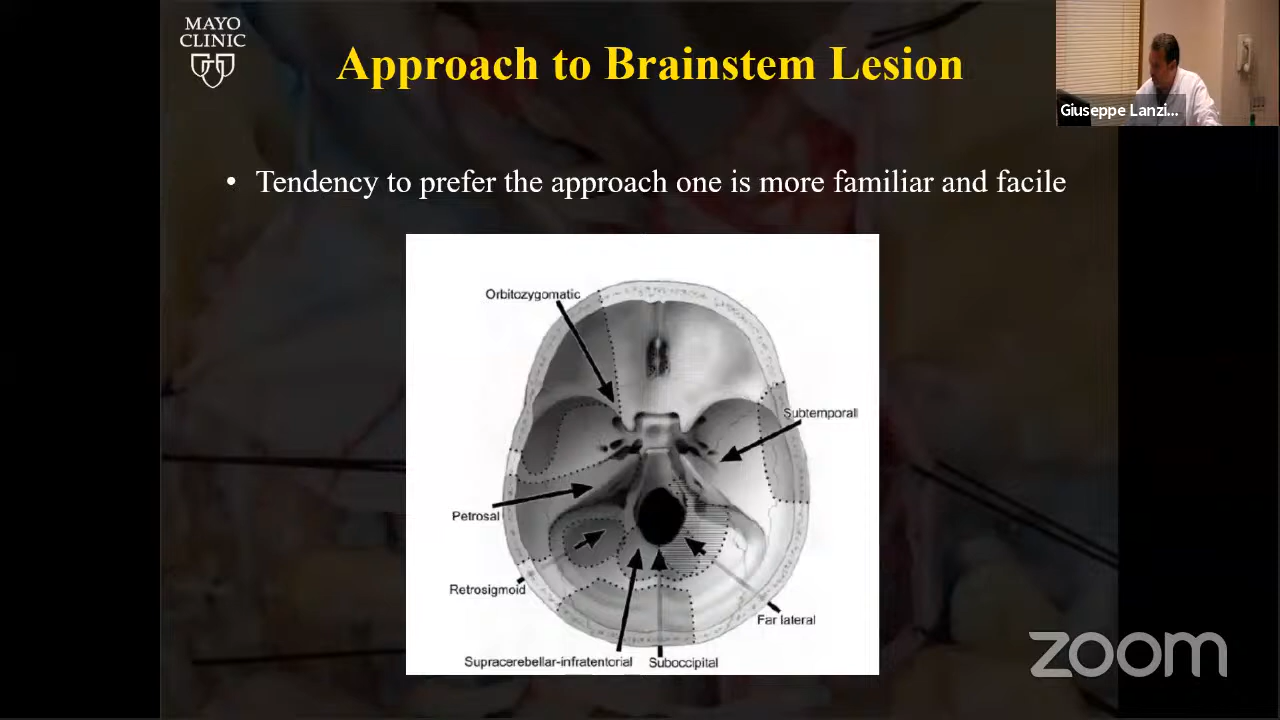 MAYO
CLINIC
Approach to Brainstem Lesion
Giuseppe Lanzi...
• Tendency to prefer the approach one is more familiar and facile
Orbitozygomatic
Subtemporall
Petrosal
Retrosigmoid
Far lateral
Supracerebellar-infratentorial
Suboccipital
zoom